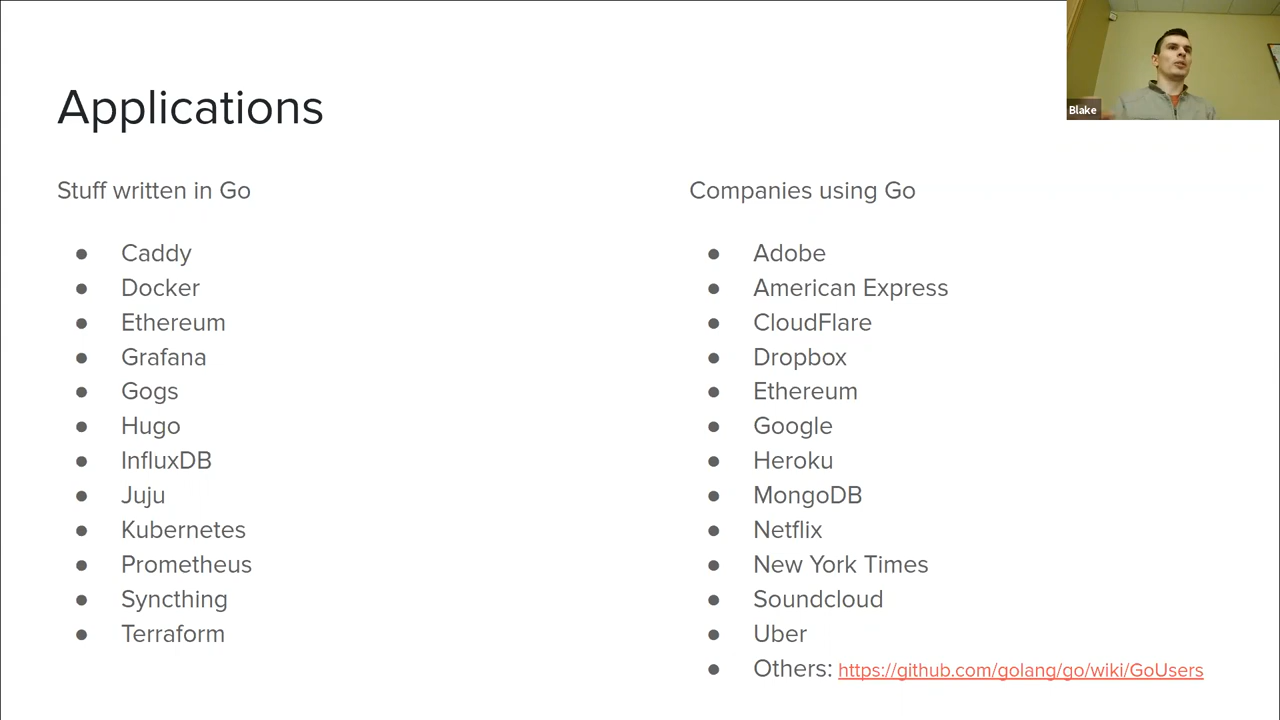 Applications
Blake
Stuff written in Go
Caddy
Docker
Ethereum
Grafana
Gogs
Hugo
InfluxDB
Juju
Kubernetes
Prometheus
Syncthing
Terraform
Companies using Go
Adobe
American Express
CloudFlare
Dropbox
Ethereum
Google
Heroku
MongoDB
Netflix
New York Times
Soundcloud
Uber
Others: https://github.com/golang/go/wiki/GoUsers